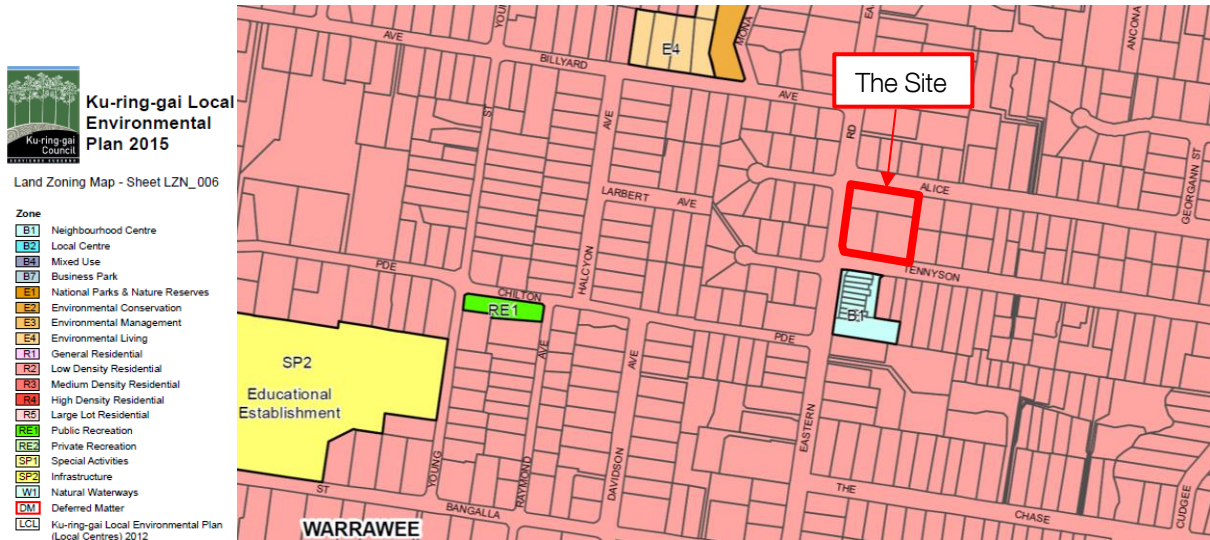 Ku-ring-gai Local
Environmental
Plan 2015
Ku-ring-gai
Council
Land Zoning Map - Sheet LZN_006
Zone
B1 Neighbourhood Centre
B2 Local Centre
B4 Mixed Use
B7 Business Park
E1 National Parks & Nature Reserves
E2 Environmental Conservation
E3 Environmental Management
E4 Environmental Living
R1 General Residential
R2 Low Density Residential
R3 Medium Density Residential
R4 High Density Residential
R5 Large Lot Residential
RE1 Public Recreation
RE2 Private Recreation
SP1 Special Activities
SP2 Infrastructure
W1 Natural Waterways
DM Deferred Matter
LCL Ku-ring-gai Local Environmental Plan
(Local Centres) 2012
AVE
BILLYARD
AVE
E4
MONA
The Site
ANCONA
ST
AVE
RD
GEORGANN ST
LARBERT AVE
ALICE
PDE
HALCYON
TENNYSON
CHILTON
RE1
B1
PDE
SP2
Educational
Establishment
AVE
AVE
EASTERN
YOUNG
RAYMOND
DAVIDSON
ST
BANGALLA
THE
CHASE
CUDGEE
WARRAWEE